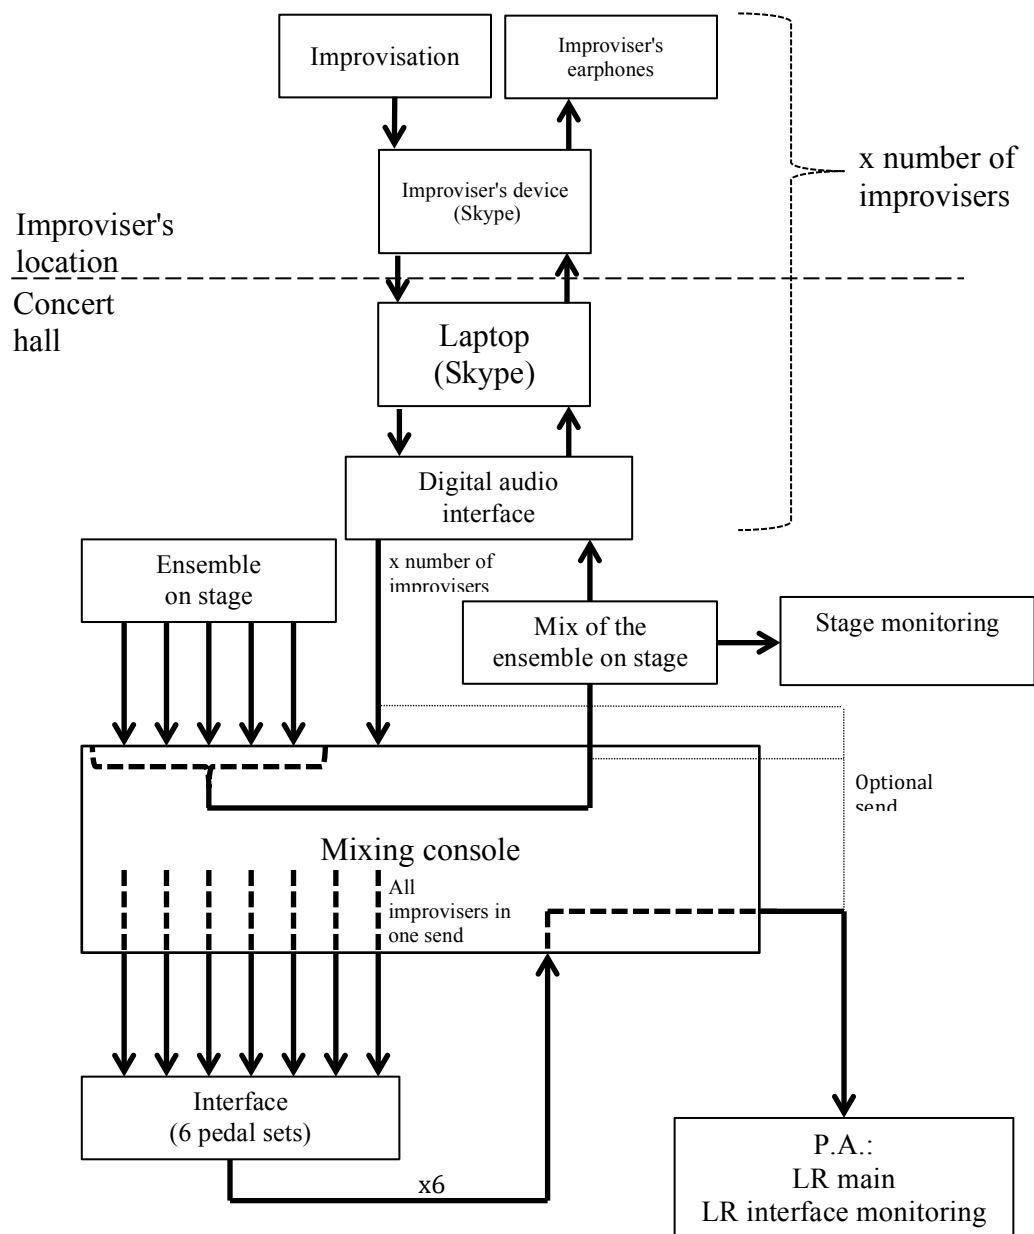 Improvisation
Improviser's
earphones
x number of
improvisers
Improviser's device
(Skype)
Improviser's
location
Concert
hall
Laptop
(Skype)
Digital audio
interface
Ensemble
on stage
x number of
improvisers
Mix of the
ensemble on stage
Stage monitoring
Optional
send
Mixing console
All
improvisers in
one send
Interface
(6 pedal sets)
x6
P.A.:
LR main
LR interface monitoring